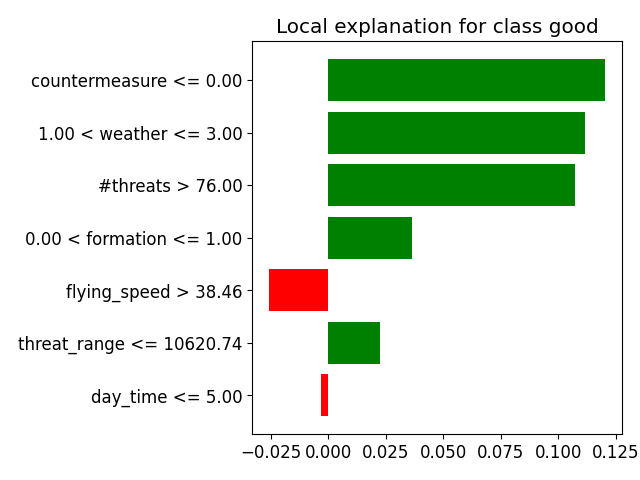 Local explanation for class good
countermeasure <= 0.00
1.00 < weather <= 3.00
#threats > 76.00
0.00 < formation <= 1.00
flying_speed > 38.46
threat_range <= 10620.74
day_time <= 5.00
−0.025 0.000 0.025 0.050 0.075 0.100 0.125